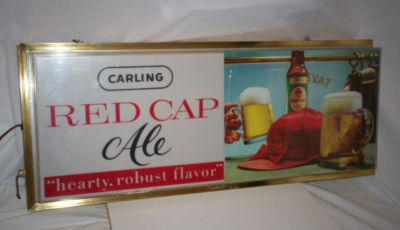 CARLING
RED CAP
Ale
"hearty, robust flavor"